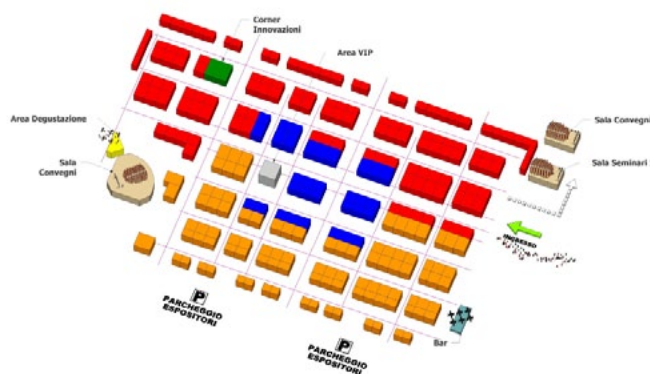 Corner
Innovazioni
Area VIP
Area Degustazione
Sala
Convegni
Sala Convegni
Sala Seminari
INGRESSO
P
PARCHEGGIO
ESPOSITORI
P
PARCHEGGIO
ESPOSITORI
Bar